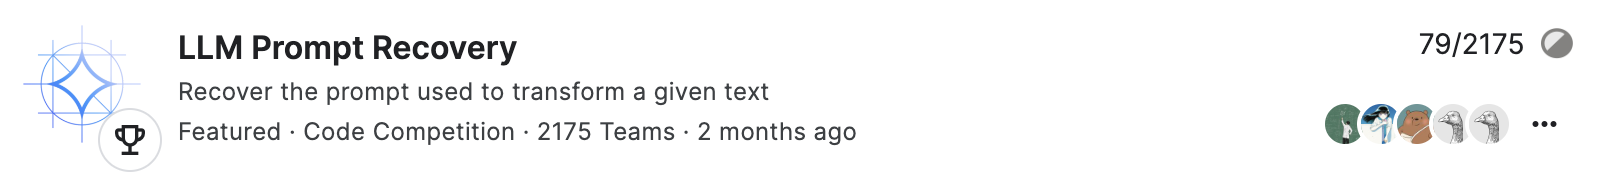 LLM Prompt Recovery
79/2175
Recover the prompt used to transform a given text
Featured · Code Competition · 2175 Teams · 2 months ago